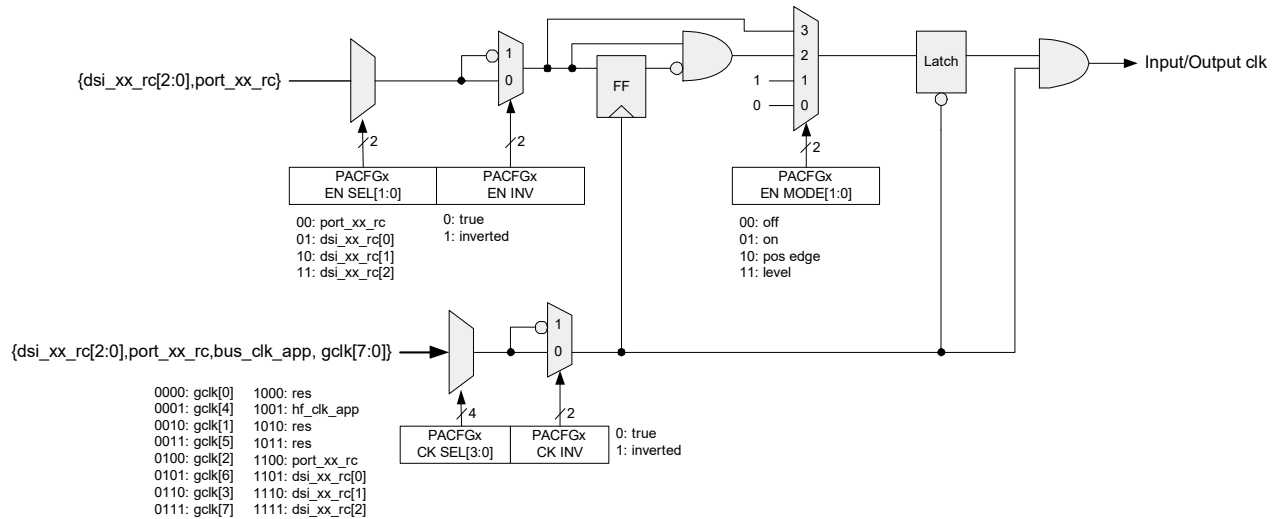 {dsi_xx_rc[2:0],port_xx_rc}
1
0
FF
3
2
1
1
0
0
Latch
Input/Output clk
2
2
2
PACFGx
EN SEL[1:0]
PACFGx
EN INV
PACFGx
EN MODE[1:0]
00: port_xx_rc
01: dsi_xx_rc[0]
10: dsi_xx_rc[1]
11: dsi_xx_rc[2]
0: true
1: inverted
00: off
01: on
10: pos edge
11: level
{dsi_xx_rc[2:0],port_xx_rc,bus_clk_app, gclk[7:0]}
1
0
4
2
0000: gclk[0]
0001: gclk[4]
0010: gclk[1]
0011: gclk[5]
0100: gclk[2]
0101: gclk[6]
0110: gclk[3]
0111: gclk[7]
1000: res
1001: hf_clk_app
1010: res
1011: res
1100: port_xx_rc
1101: dsi_xx_rc[0]
1110: dsi_xx_rc[1]
1111: dsi_xx_rc[2]
PACFGx
CK SEL[3:0]
PACFGx
CK INV
0: true
1: inverted